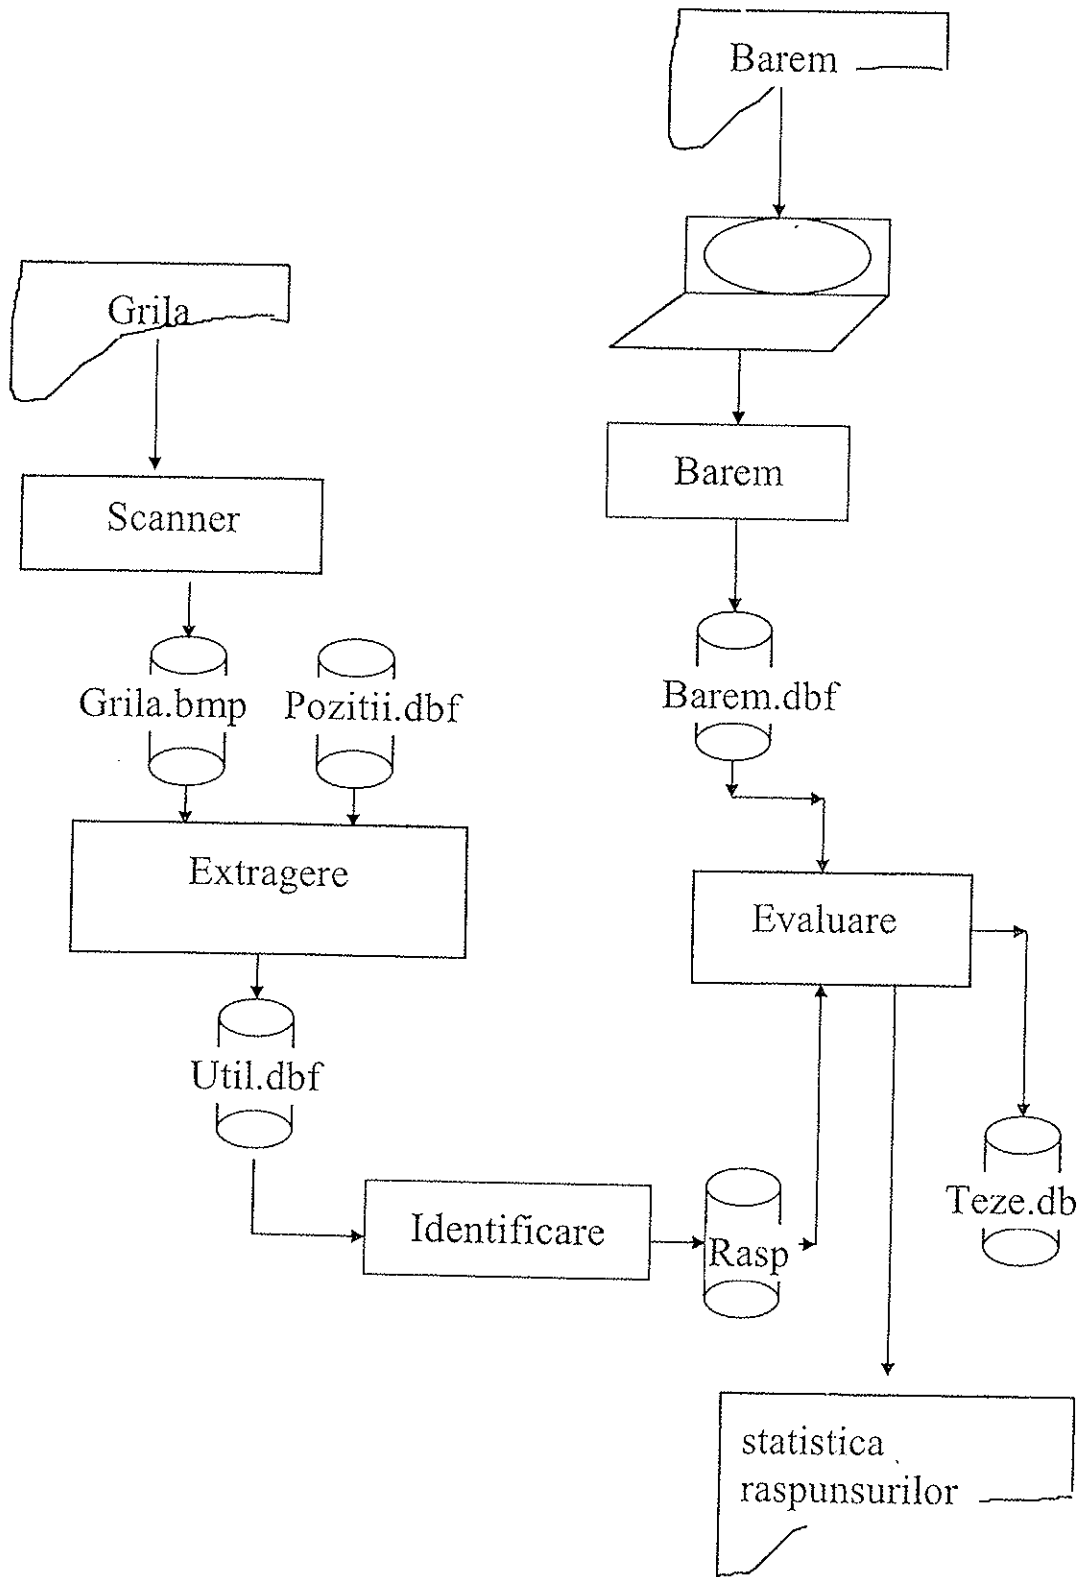 Barem
Grila
Scanner
Barem
Grila.bmp
Pozitii.dbf
Barem.dbf
Extragere
Evaluare
Util.dbf
Identificare
Rasp
Teze.db
statistica
raspunsurilor